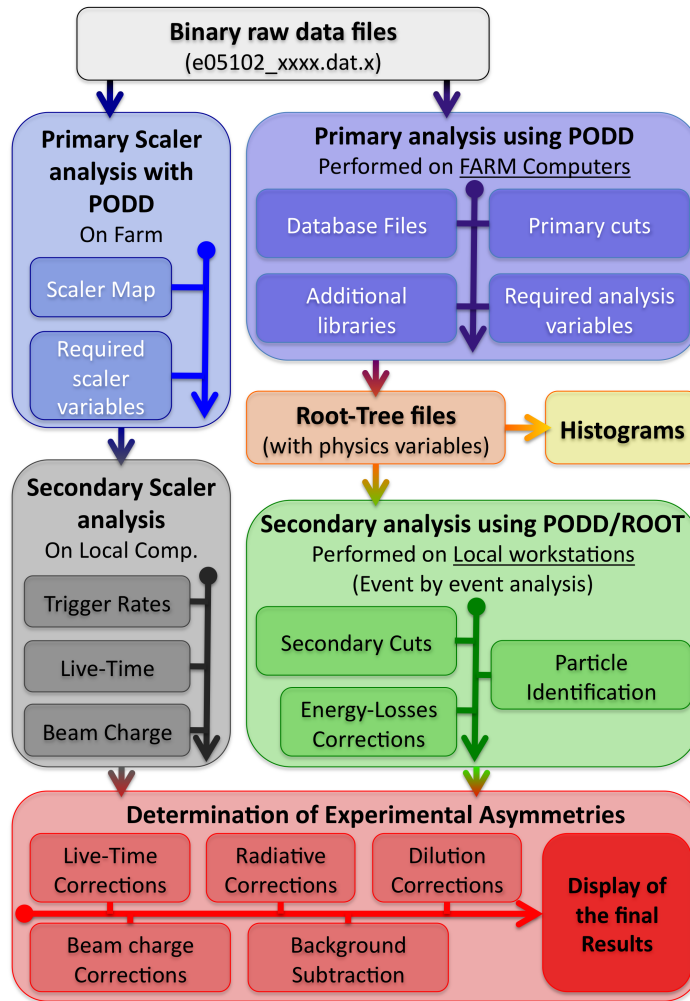 Binary raw data files
(e05102_xxxx.dat.x)
Primary Scaler
analysis with
PODD
On Farm
Scaler Map
Required
scaler
variables
Primary analysis using PODD
Performed on FARM Computers
Database Files
Primary cuts
Additional
libraries
Required analysis
variables
Root-Tree files
(with physics variables)
Histograms
Secondary Scaler
analysis
On Local Comp.
Trigger Rates
Live-Time
Beam Charge
Secondary analysis using PODD/ROOT
Performed on Local workstations
(Event by event analysis)
Secondary Cuts
Particle
Identification
Energy-Losses
Corrections
Determination of Experimental Asymmetries
Live-Time
Corrections
Radiative
Corrections
Dilution
Corrections
Beam charge
Corrections
Background
Subtraction
Display of
the final
Results